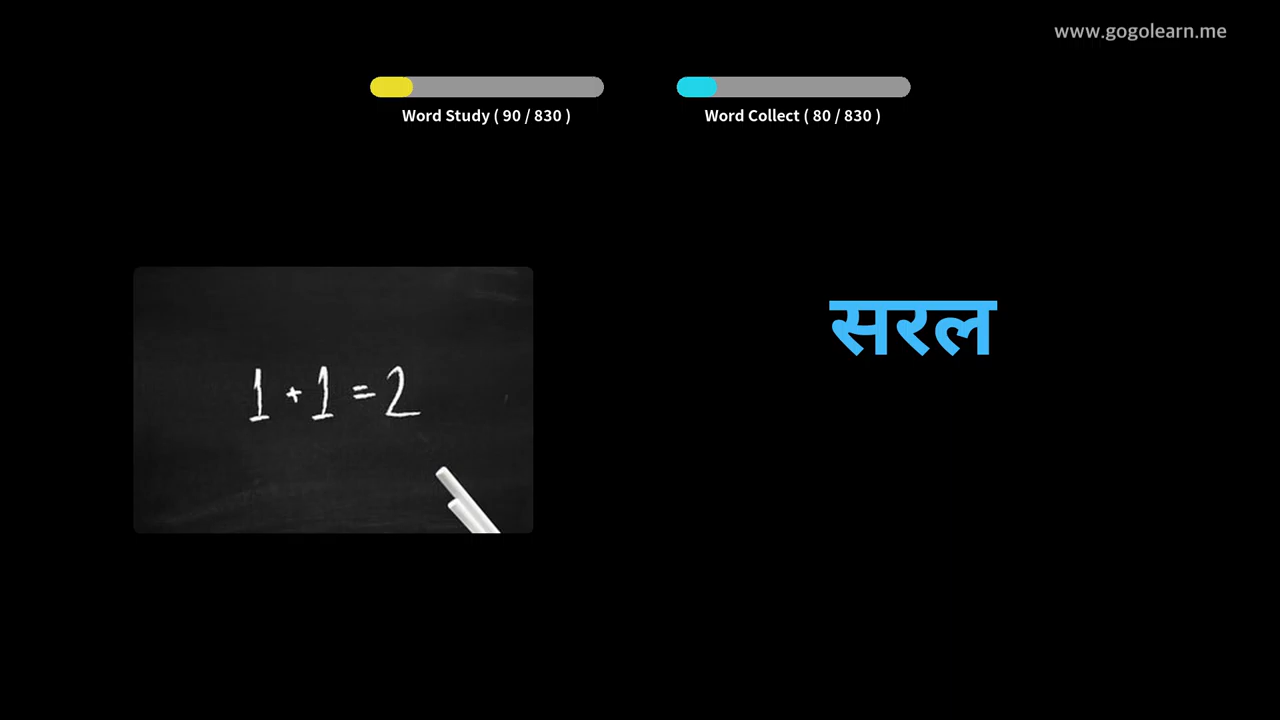 www.gogolearn.me
Word Study ( 90 / 830 )
Word Collect ( 80 / 830 )
1 + 1 = 2
सरल